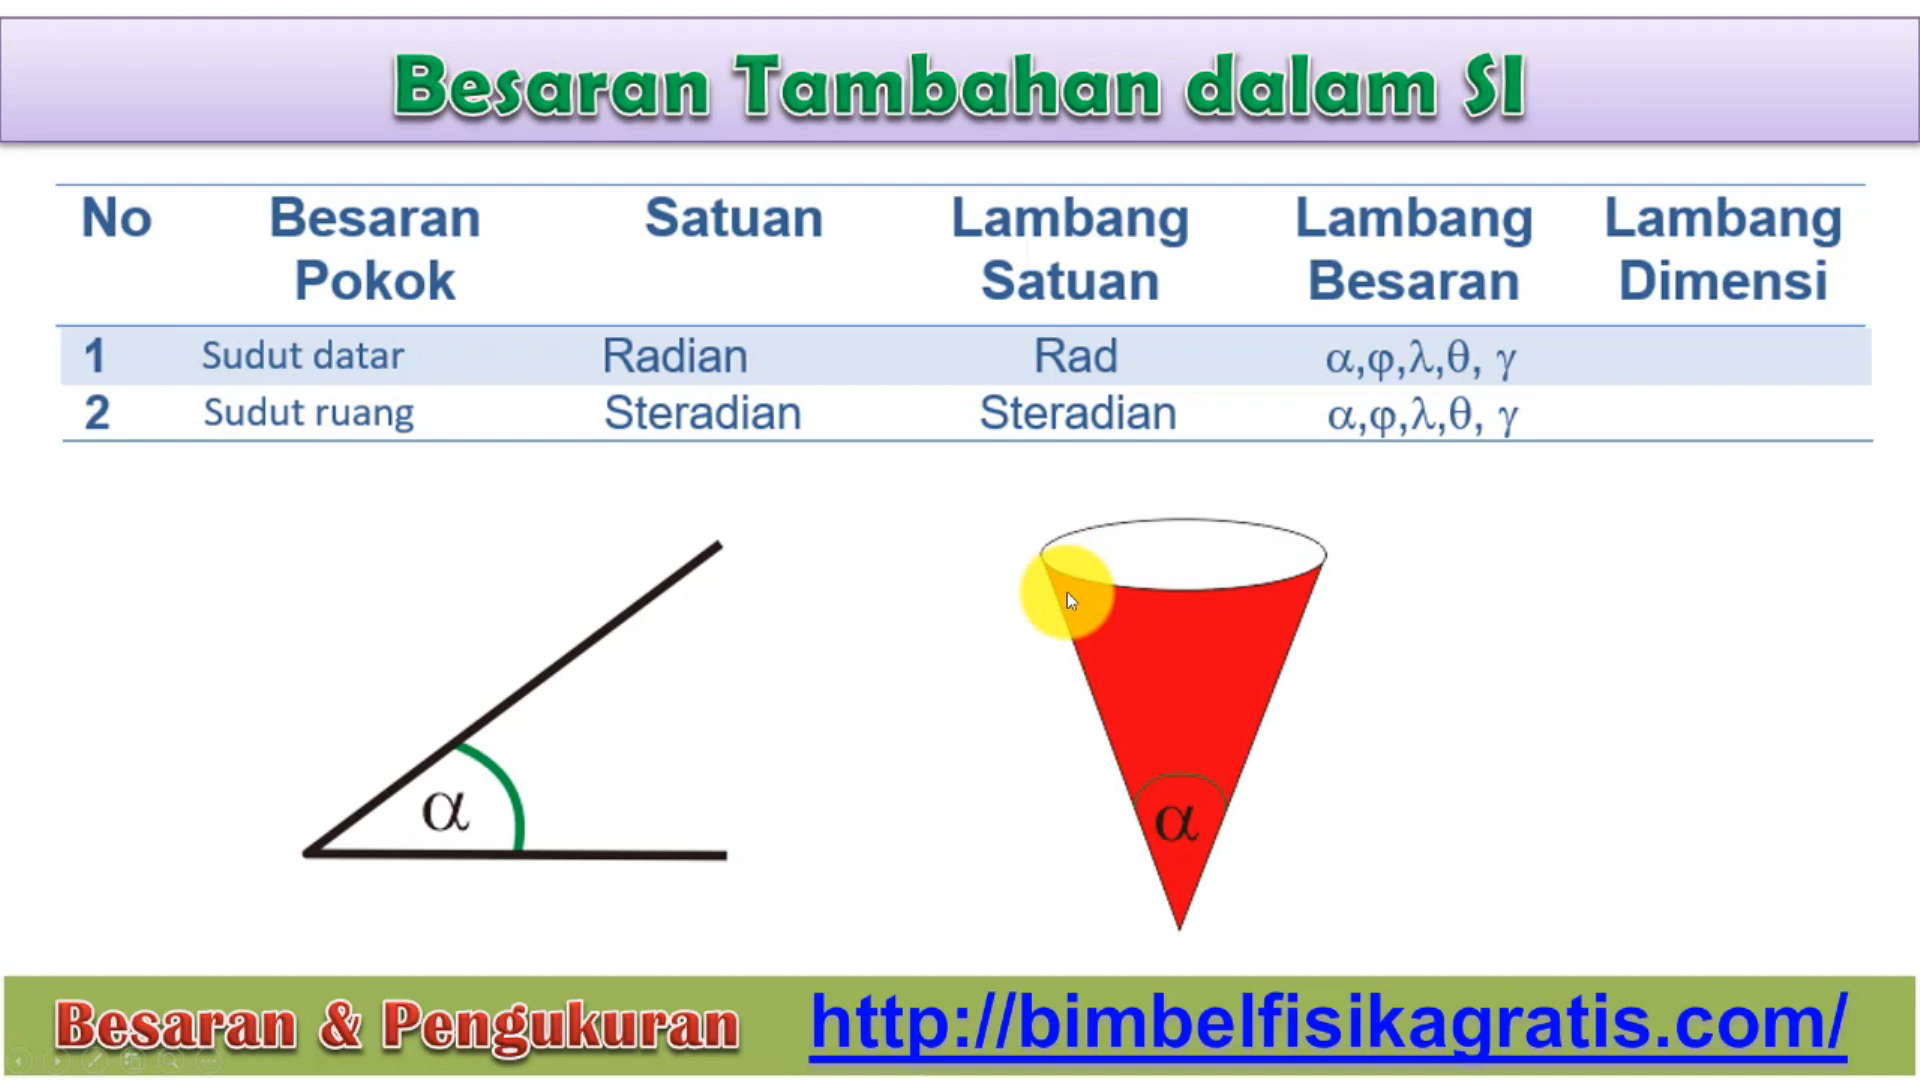 Besaran Tambahan dalam SI
No Besaran Pokok Satuan Lambang Satuan Lambang Besaran Lambang Dimensi
1 Sudut datar Radian Rad α,φ,λ,θ, γ
2 Sudut ruang Steradian Steradian α,φ,λ,θ, γ
α
α
Besaran & Pengukuran
http://bimbelfisikagratis.com/